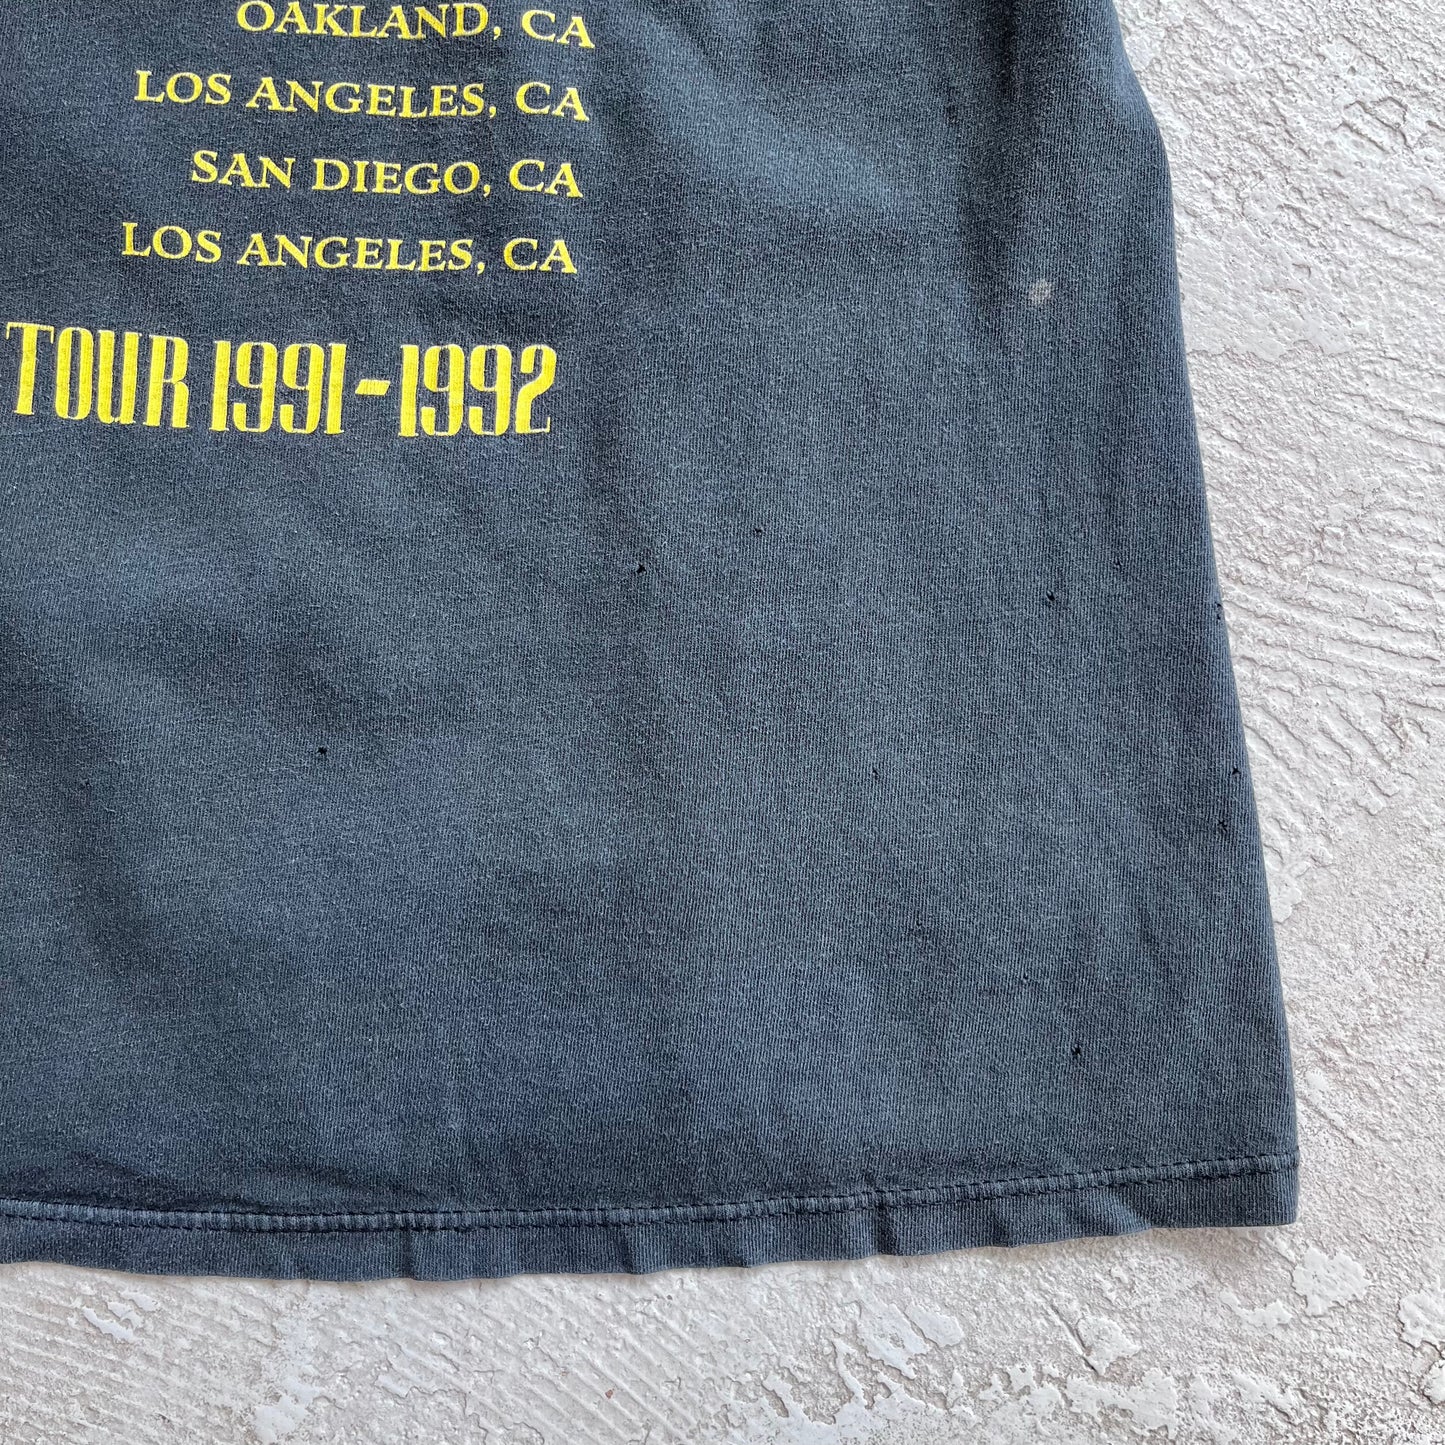 OAKLAND, CA
LOS ANGELES, CA
SAN DIEGO, CA
LOS ANGELES, CA
TOUR 1991-1992